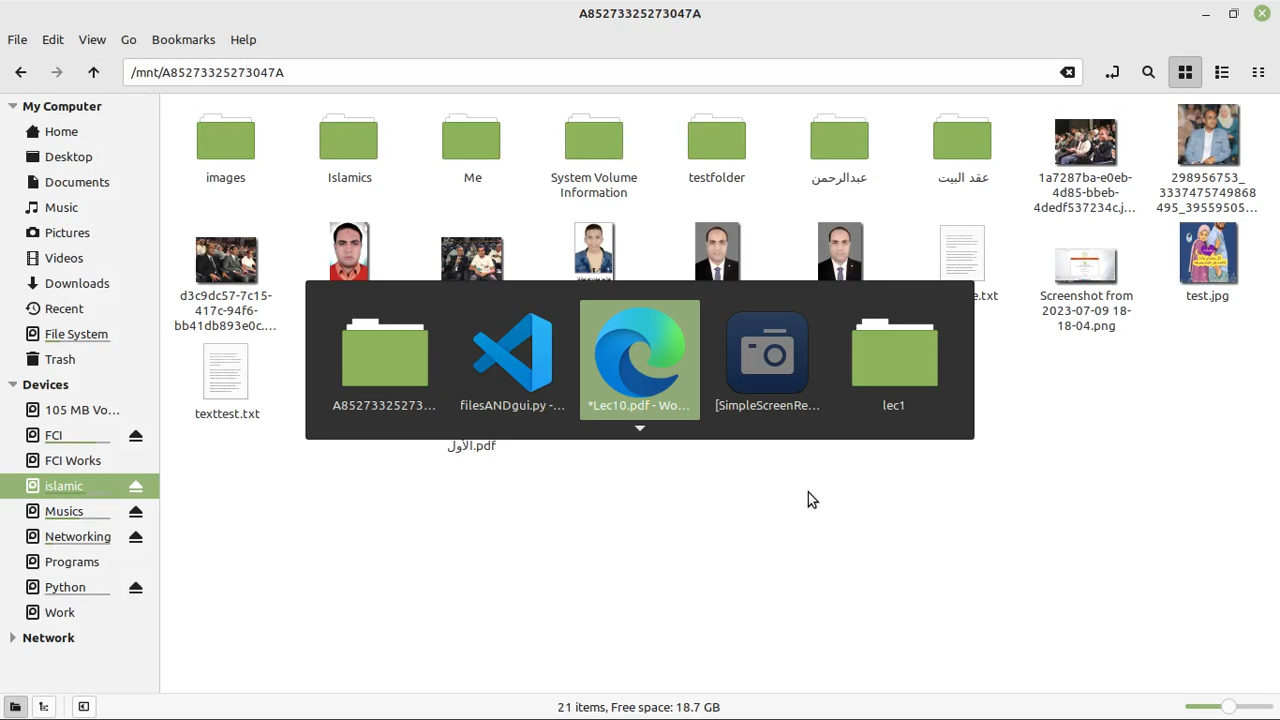 A85273325273047A
File Edit View Go Bookmarks Help
/mnt/A85273325273047A
My Computer
Home
Desktop
Documents
Music
Pictures
Videos
Downloads
Recent
File System
Trash
Devices
105 MB Vo...
FCI
FCI Works
islamic
Musics
Networking
Programs
Python
Work
Network
images
Islamics
Me
System Volume
Information
testfolder
عبدالرحمن
عقد البيت
1a7287ba-e0eb-
4d85-bbeb-
4dedf537234c.j...
298956753_
3337475749868
495_39559505...
d3c9dc57-7c15-
417c-94f6-
bb41db893e0c....
e.txt
Screenshot from
2023-07-09 18-
18-04.png
test.jpg
A85273325273...
filesANDgui.py -...
*Lec10.pdf - Wo...
[SimpleScreenRe...
lec1
texttest.txt
الأول.pdf
21 items, Free space: 18.7 GB